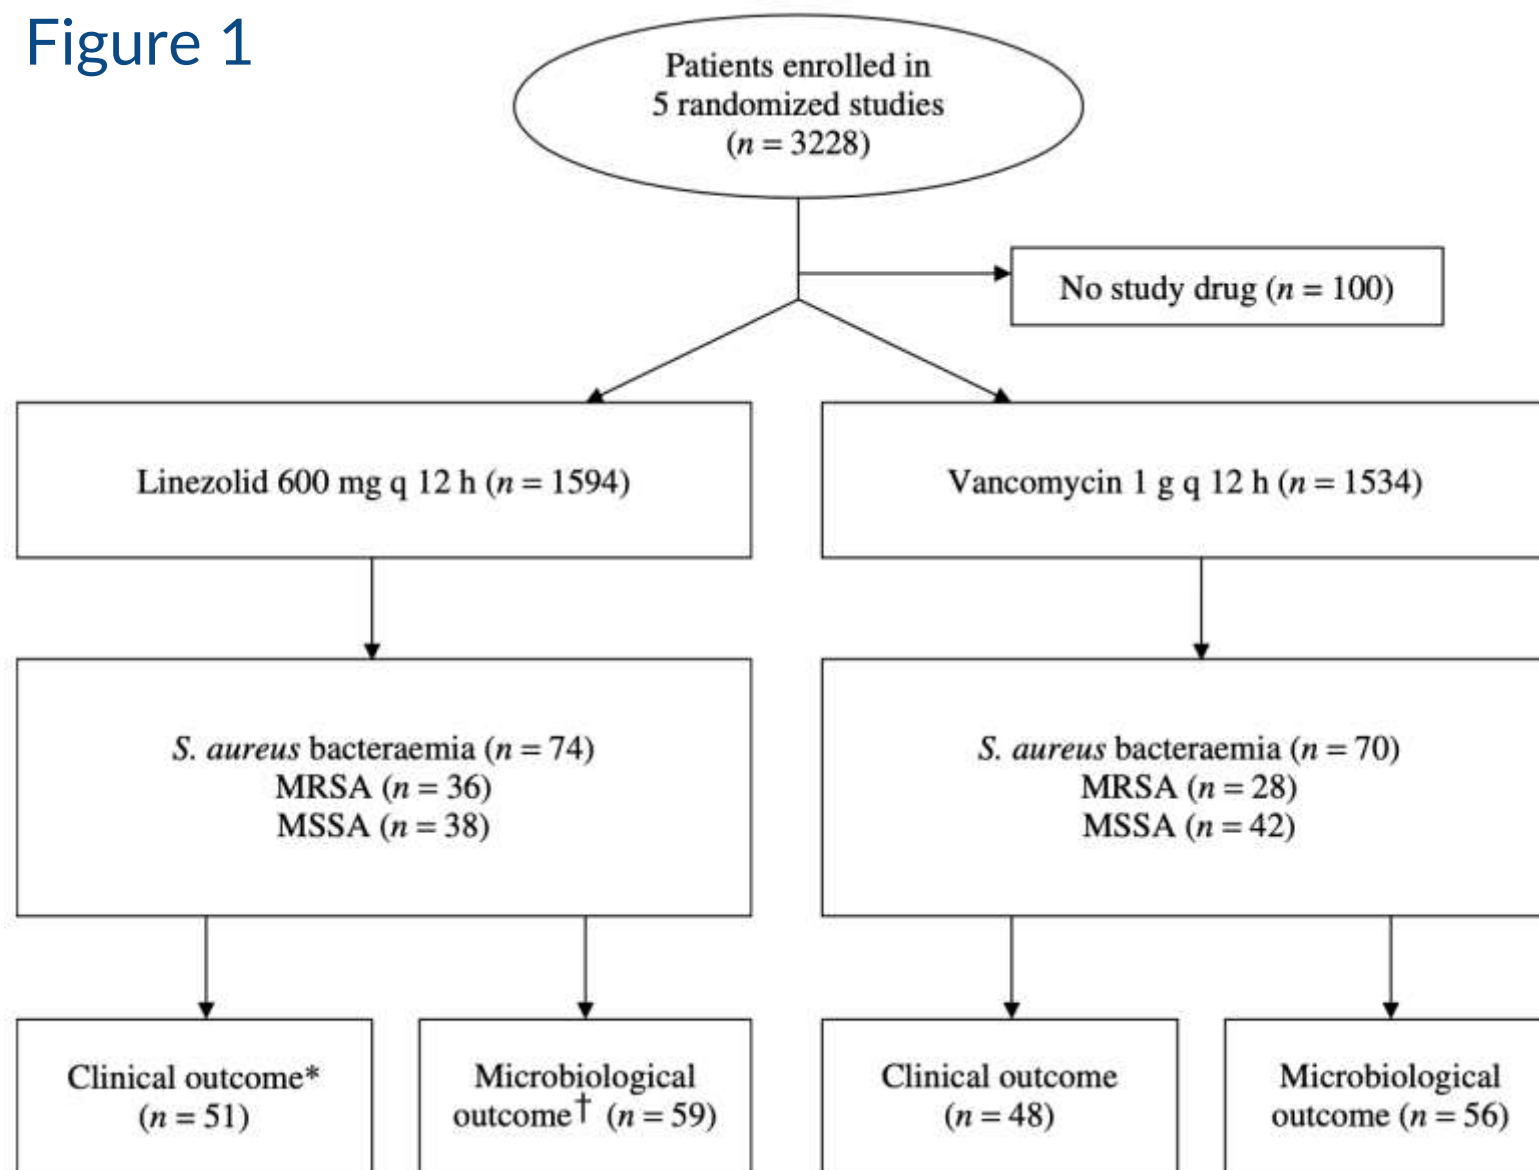 Figure 1
Patients enrolled in
5 randomized studies
(n = 3228)
No study drug (n = 100)
Linezolid 600 mg q 12 h (n = 1594)
Vancomycin 1 g q 12 h (n = 1534)
S. aureus bacteraemia (n = 74)
MRSA (n = 36)
MSSA (n = 38)
S. aureus bacteraemia (n = 70)
MRSA (n = 28)
MSSA (n = 42)
Clinical outcome*
(n = 51)
Microbiological
outcome† (n = 59)
Clinical outcome
(n = 48)
Microbiological
outcome (n = 56)